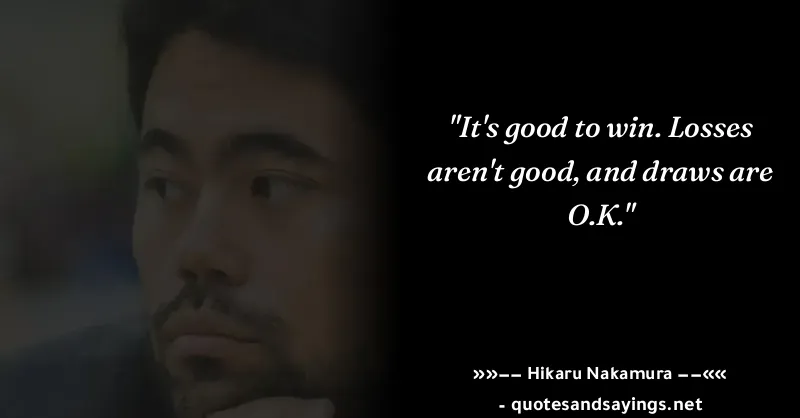 "It's good to win. Losses
aren't good, and draws are
O.K."
»»−− Hikaru Nakamura −−««
- quotesandsayings.net